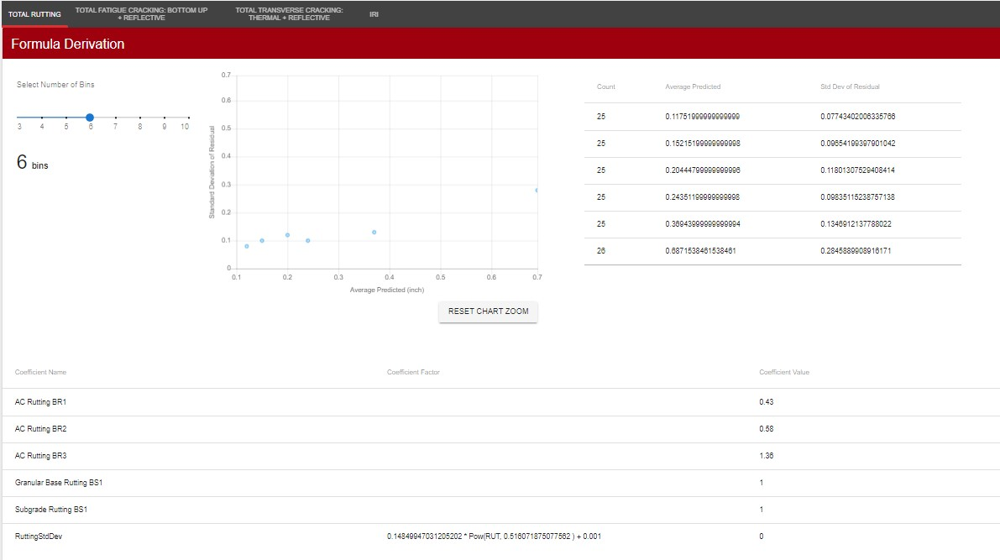 TOTAL RUTTING
TOTAL FATIGUE CRACKING: BOTTOM UP
+ REFLECTIVE
TOTAL TRANSVERSE CRACKING:
THERMAL + REFLECTIVE
IRI
Formula Derivation
Select Number of Bins
3 4 5 6 7 8 9 10
6 bins
Standard Deviation of Residual
0.7
0.6
0.5
0.4
0.3
0.2
0.1
0
0.1 0.2 0.3 0.4 0.5 0.6 0.7
Average Predicted (inch)
RESET CHART ZOOM
Count Average Predicted Std Dev of Residual
25 0.11751999999999999 0.07743402006335766
25 0.15215199999999998 0.09654199397901042
25 0.20444799999999996 0.11801307529408414
25 0.24351199999999998 0.09835115238757138
25 0.36943999999999994 0.1346912137788022
26 0.6871538461538461 0.2845889908916171
Coefficient Name Coefficient Factor Coefficient Value
AC Rutting BR1 0.43
AC Rutting BR2 0.58
AC Rutting BR3 1.36
Granular Base Rutting BS1 1
Subgrade Rutting BS1 1
RuttingStdDev 0.14849947031205202 * Pow(RUT, 0.516071875077562 ) + 0.001 0